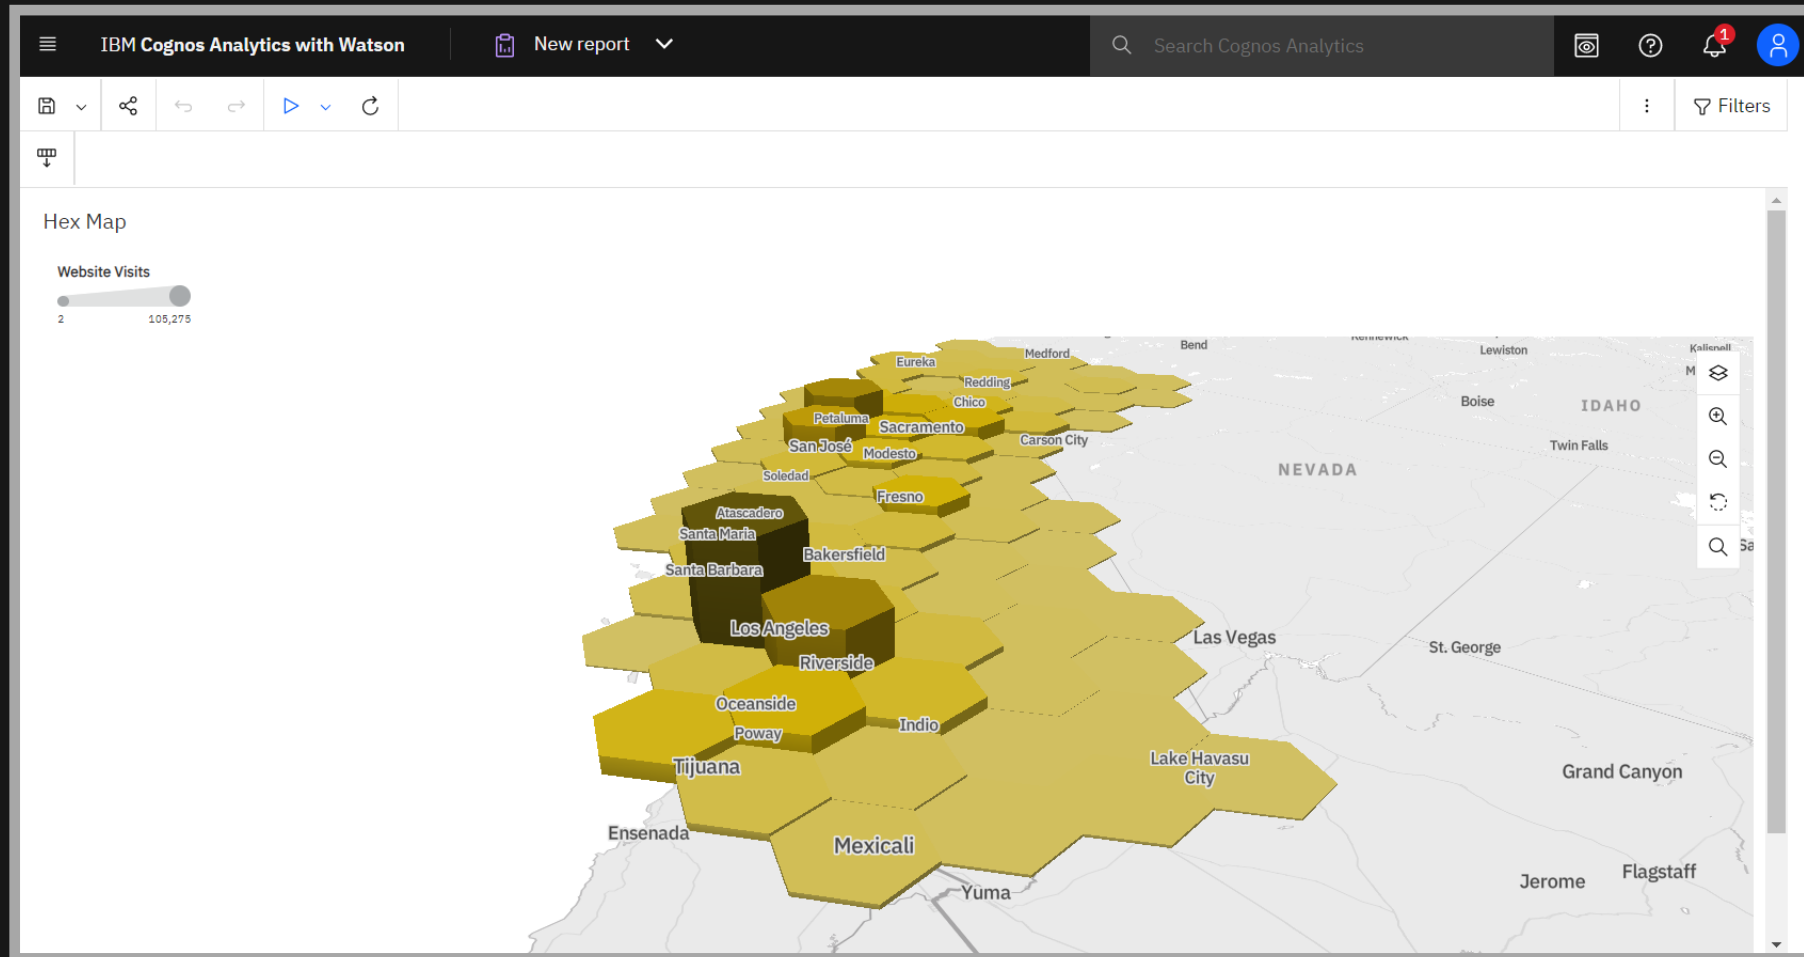 IBM Cognos Analytics with Watson
New report
Search Cognos Analytics
1
Filters
Hex Map
Website Visits
2
105,275
Eureka
Medford
Bend
Lewiston
Kalispell
Redding
Chico
Boise
IDAHO
Petaluma
Sacramento
Carson City
Twin Falls
San José
Modesto
NEVADA
Soledad
Fresno
Atascadero
Santa Maria
Bakersfield
Santa Barbara
Los Angeles
Las Vegas
St. George
Riverside
Oceanside
Indio
Poway
Tijuana
Lake Havasu
City
Grand Canyon
Ensenada
Mexicali
Yuma
Jerome
Flagstaff